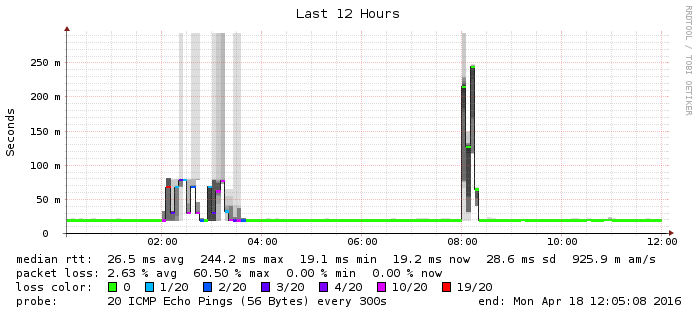 Last 12 Hours
RRDTOOL / TOBI OETIKER
Seconds
250 m
200 m
150 m
100 m
50 m
0
02:00 04:00 06:00 08:00 10:00 12:00
median rtt: 26.5 ms avg 244.2 ms max 19.1 ms min 19.2 ms now 28.6 ms sd 925.9 m am/s
packet loss: 2.63 % avg 60.50 % max 0.00 % min 0.00 % now
loss color: 0 1/20 2/20 3/20 4/20 10/20 19/20
probe: 20 ICMP Echo Pings (56 Bytes) every 300s end: Mon Apr 18 12:05:08 2016